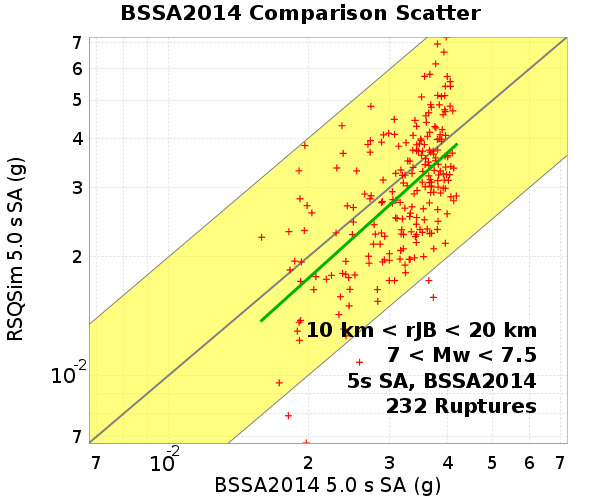 BSSA2014 Comparison Scatter
RSQSim 5.0 s SA (g)
7
6
5
4
3
2
10-2
7
10 km < rJB < 20 km
7 < Mw < 7.5
5s SA, BSSA2014
232 Ruptures
7 10-2 2 3 4 5 6 7
BSSA2014 5.0 s SA (g)